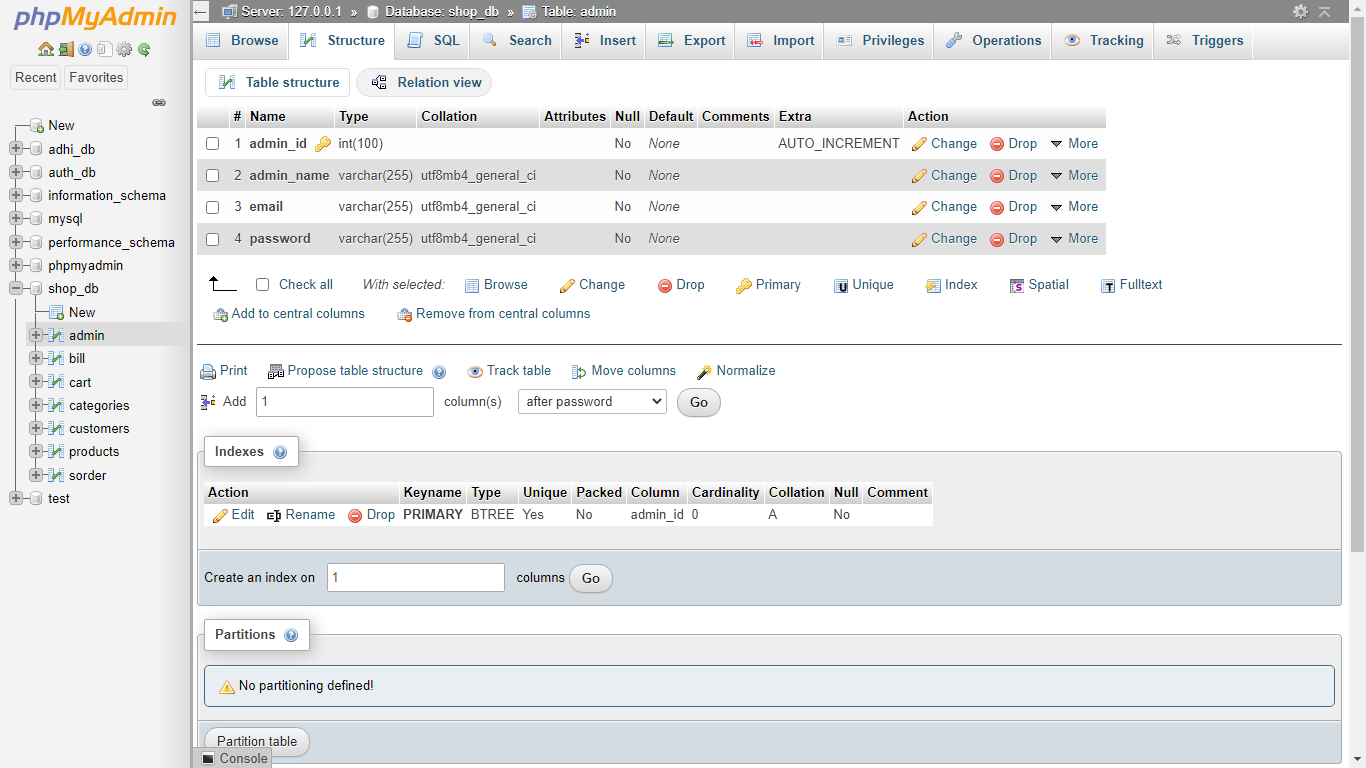 phpMyAdmin
Recent Favorites
New
adhi_db
auth_db
information_schema
mysql
performance_schema
phpmyadmin
shop_db
New
admin
bill
cart
categories
customers
products
sorder
test
Server: 127.0.0.1 » Database: shop_db » Table: admin
Browse Structure SQL Search Insert Export Import Privileges Operations Tracking Triggers
Table structure Relation view
# Name Type Collation Attributes Null Default Comments Extra Action
1 admin_id int(100) No None AUTO_INCREMENT Change Drop More
2 admin_name varchar(255) utf8mb4_general_ci No None Change Drop More
3 email varchar(255) utf8mb4_general_ci No None Change Drop More
4 password varchar(255) utf8mb4_general_ci No None Change Drop More
Check all With selected: Browse Change Drop Primary Unique Index Spatial Fulltext
Add to central columns Remove from central columns
Print Propose table structure Track table Move columns Normalize
Add 1 column(s) after password Go
Indexes
Action Keyname Type Unique Packed Column Cardinality Collation Null Comment
Edit Rename Drop PRIMARY BTREE Yes No admin_id 0 A No
Create an index on 1 columns Go
Partitions
No partitioning defined!
Partition table
Console